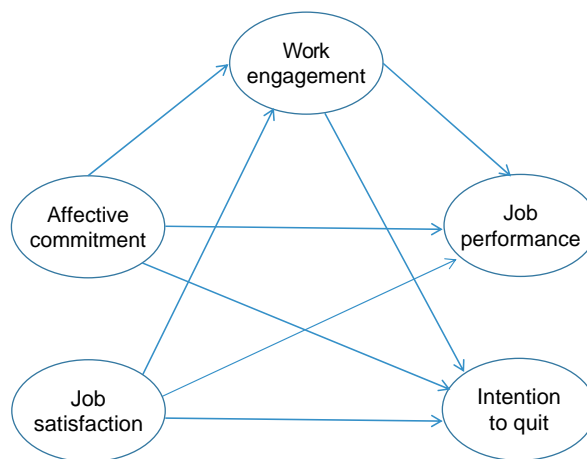 Work
engagement
Affective
commitment
Job
performance
Job
satisfaction
Intention
to quit